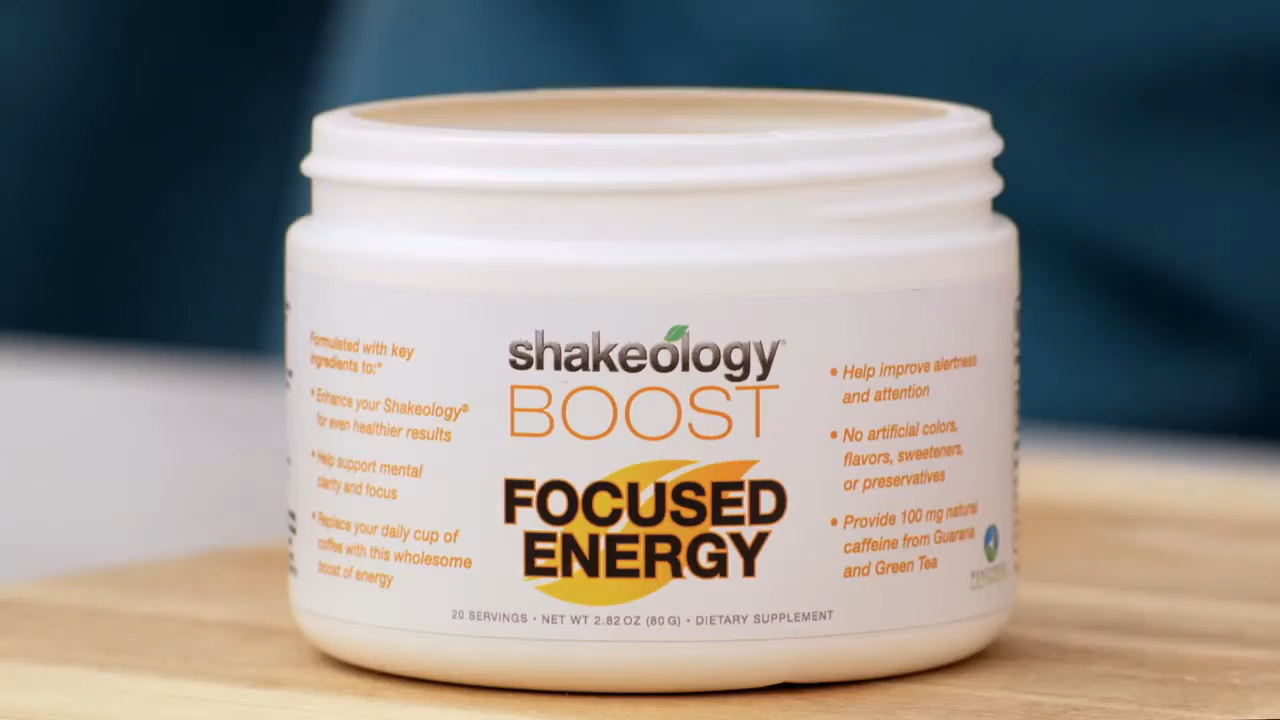 shakeology
BOOST
FOCUSED
ENERGY
Formulated with key
ingredients to:*
• Enhance your Shakeology®
for even healthier results
• Help support mental
clarity and focus
• Replace your daily cup of
coffee with this wholesome
boost of energy
• Help improve alertness
and attention
• No artificial colors,
flavors, sweeteners,
or preservatives
• Provide 100 mg natural
caffeine from Guarana
and Green Tea
20 SERVINGS • NET WT 2.82 OZ (80 G) • DIETARY SUPPLEMENT